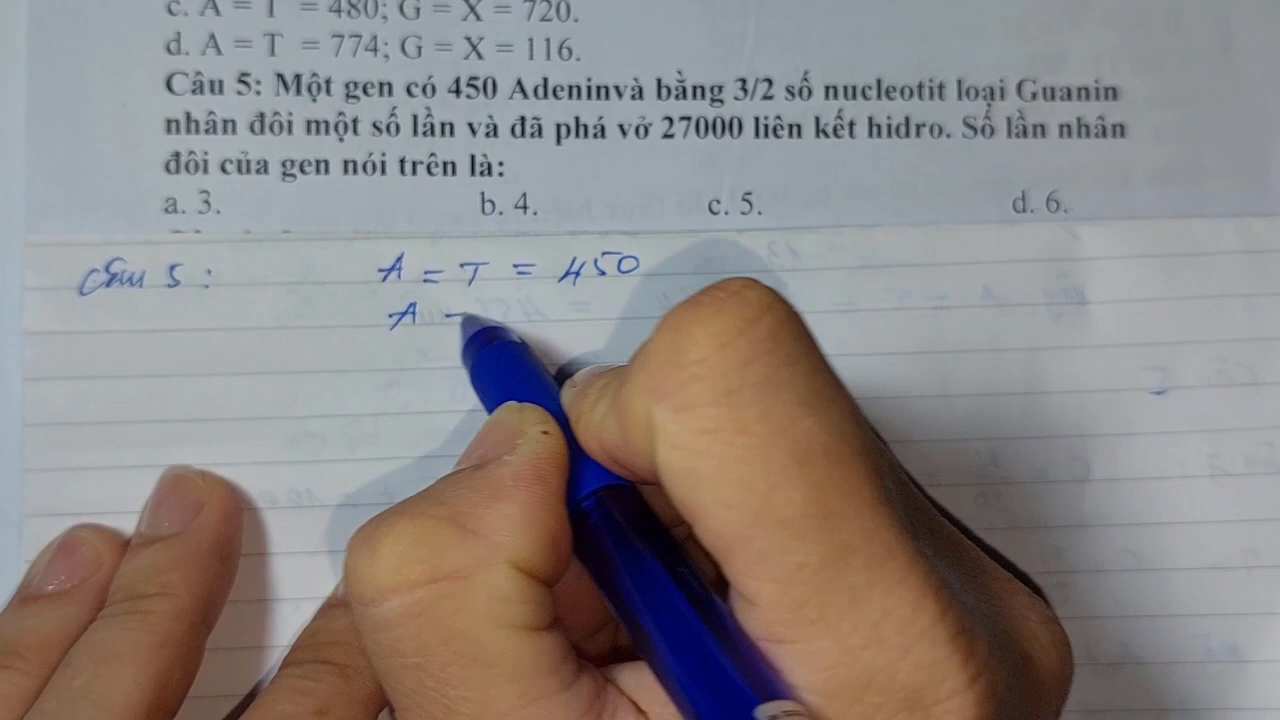 c. A = T = 480; G = X = 720.
d. A = T = 774; G = X = 116.
Câu 5: Một gen có 450 Adeninvà bằng 3/2 số nucleotit loại Guanin
nhân đôi một số lần và đã phá vở 27000 liên kết hidro. Số lần nhân
đôi của gen nói trên là:
a. 3. b. 4. c. 5. d. 6.
Câu 5 : A = T = 450
A